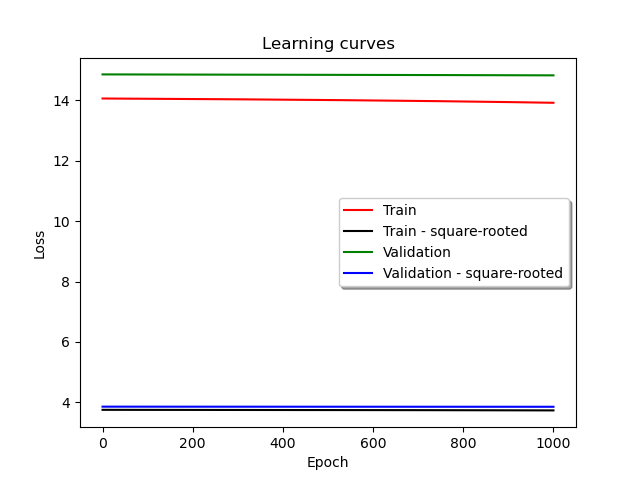 Learning curves
Loss
14
12
10
8
6
4
Train
Train - square-rooted
Validation
Validation - square-rooted
0 200 400 600 800 1000
Epoch